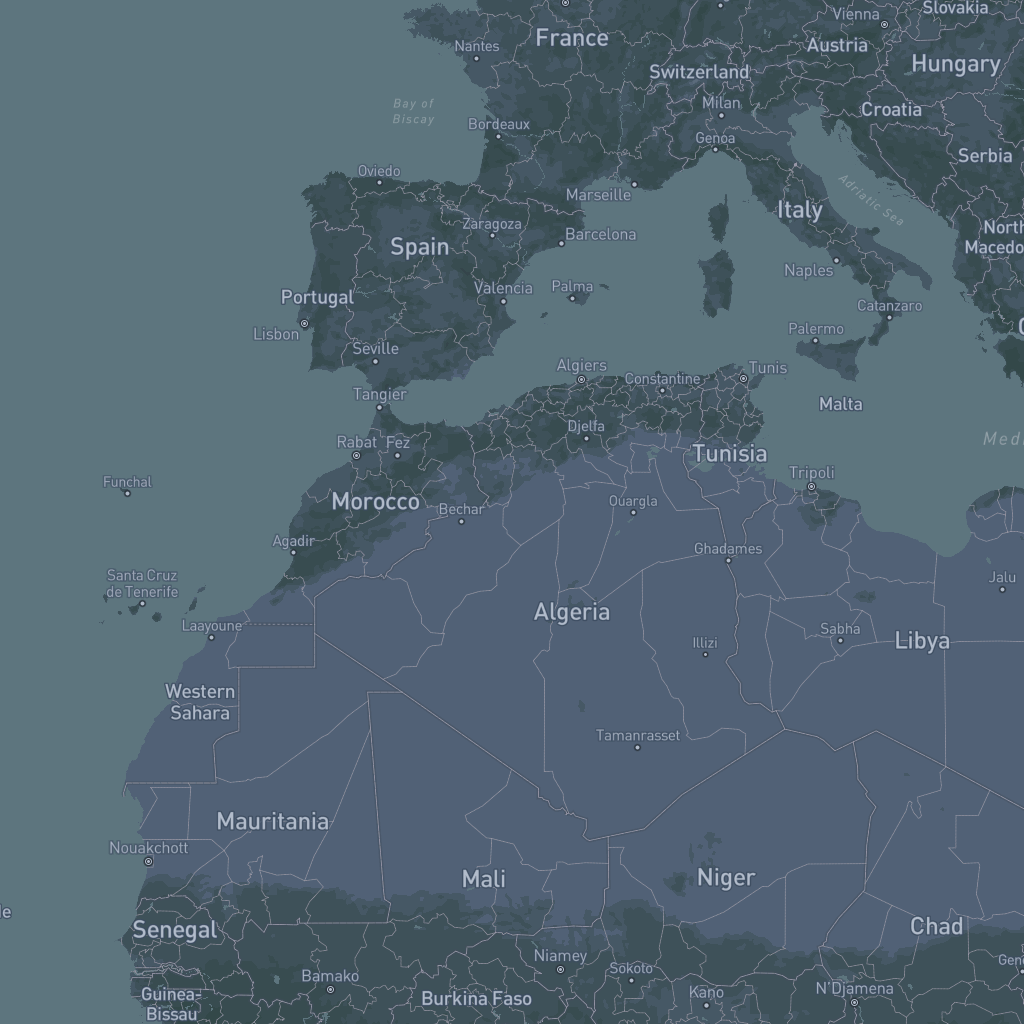 Slovakia
Vienna
France
Nantes
Austria
Hungary
Switzerland
Milan
Croatia
Bay of
Biscay
Bordeaux
Genoa
Serbia
Oviedo
Marseille
Adriatic Sea
Italy
Zaragoza
Barcelona
North
Macedo
Spain
Naples
Portugal
Valencia
Palma
Catanzaro
Lisbon
Palermo
Seville
Algiers
Tunis
Constantine
Tangier
Malta
Djelfa
Rabat
Fez
Medi
Tunisia
Tripoli
Funchal
Morocco
Bechar
Ouargla
Agadir
Ghadames
Santa Cruz
de Tenerife
Jalu
Algeria
Laayoune
Sabha
Illizi
Libya
Western
Sahara
Tamanrasset
Mauritania
Nouakchott
Mali
Niger
de
Senegal
Chad
Niamey
Sokoto
Gene
Bamako
Guinea-
Bissau
Burkina Faso
Kano
N'Djamena